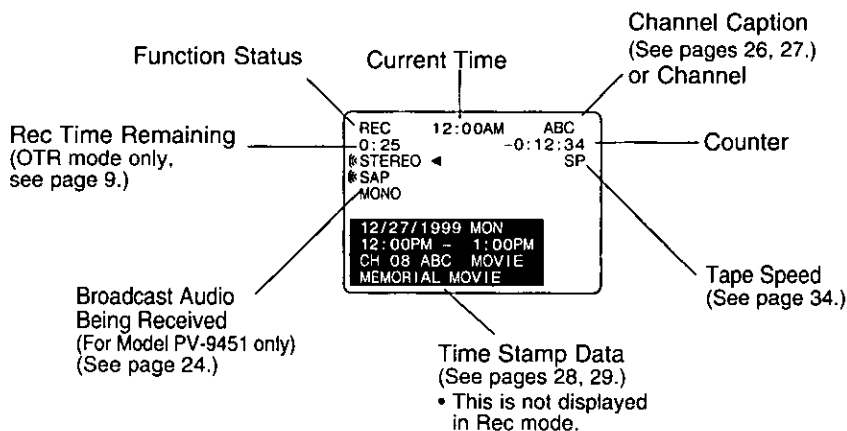 Channel Caption
(See pages 26, 27.)
or Channel
Function Status
Current Time
REC 12:00AM ABC
0:25 -0:12:34
STEREO ◄ SP
SAP
MONO
12/27/1999 MON
12:00PM - 1:00PM
CH 08 ABC MOVIE
MEMORIAL MOVIE
Rec Time Remaining
(OTR mode only,
see page 9.)
Counter
Broadcast Audio
Being Received
(For Model PV-9451 only)
(See page 24.)
Tape Speed
(See page 34.)
Time Stamp Data
(See pages 28, 29.)
• This is not displayed
in Rec mode.